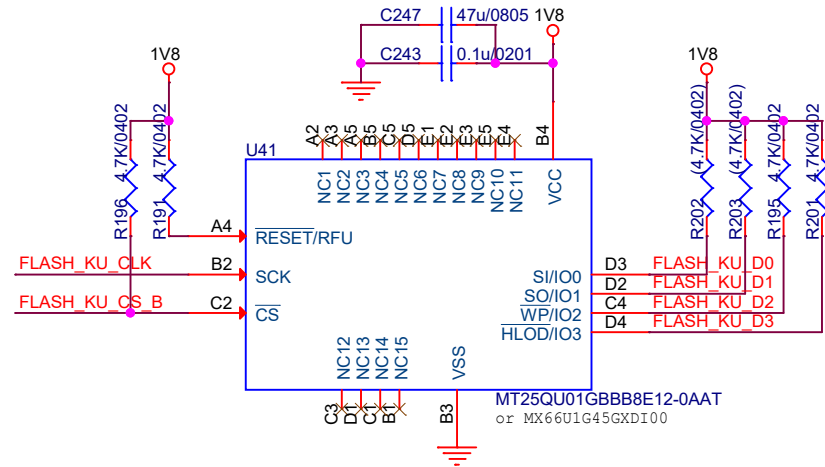 C247 47u/0805
1V8
C243 0.1u/0201
1V8
1V8
R196 4.7K/0402
R191 4.7K/0402
R202 (4.7K/0402)
R203 (4.7K/0402)
R195 4.7K/0402
R201 4.7K/0402
U41
A2
A3
A5
B5
C5
D5
E1
E2
E3
E5
E4
B4
NC1
NC2
NC3
NC4
NC5
NC6
NC7
NC8
NC9
NC10
NC11
VCC
A4 RESET/RFU
FLASH_KU_CLK B2 SCK
FLASH_KU_CS_B C2 CS
SI/IO0 D3 FLASH_KU_D0
SO/IO1 D2 FLASH_KU_D1
WP/IO2 C4 FLASH_KU_D2
HLOD/IO3 D4 FLASH_KU_D3
NC12
NC13
NC14
NC15
VSS
C3
D1
C1
B1
B3
MT25QU01GBBB8E12-0AAT
or MX66U1G45GXDI00